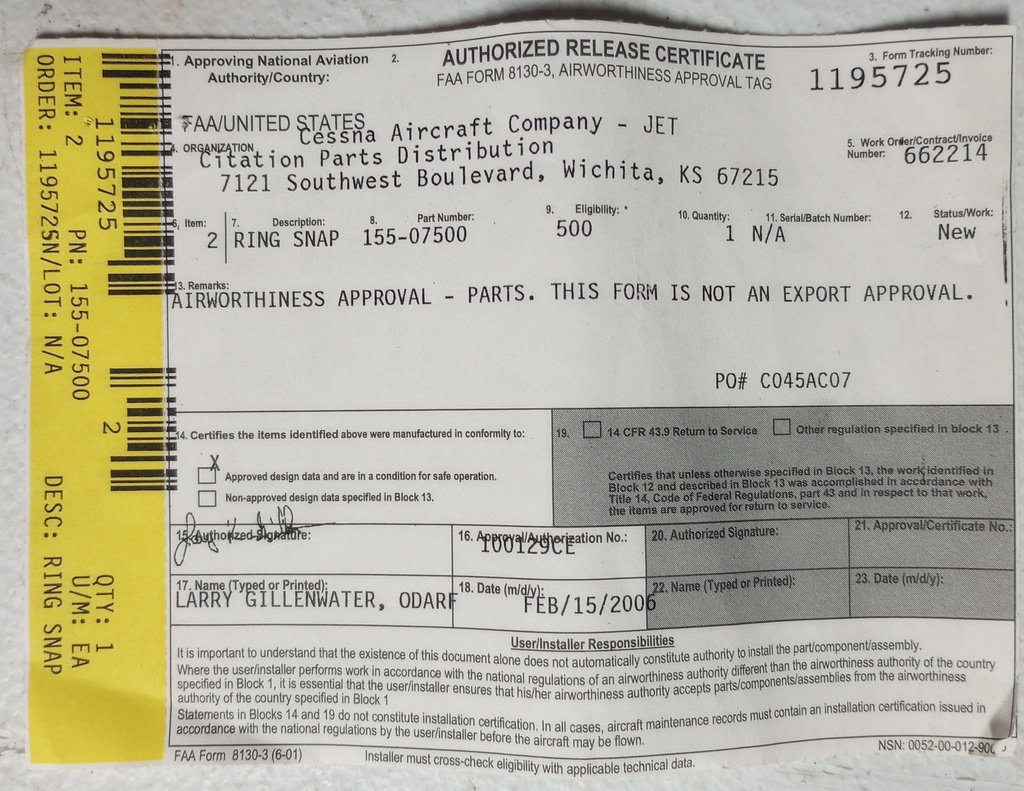 1. Approving National Aviation Authority/Country:
2.
AUTHORIZED RELEASE CERTIFICATE
FAA FORM 8130-3, AIRWORTHINESS APPROVAL TAG
3. Form Tracking Number:
1195725
FAA/UNITED STATES
4. ORGANIZATION
Cessna Aircraft Company - JET
Citation Parts Distribution
7121 Southwest Boulevard, Wichita, KS 67215
5. Work Order/Contract/Invoice
Number: 662214
6. Item:
2
7. Description:
RING SNAP
8. Part Number:
155-07500
9. Eligibility: *
500
10. Quantity:
1
11. Serial/Batch Number:
N/A
12. Status/Work:
New
13. Remarks:
AIRWORTHINESS APPROVAL - PARTS. THIS FORM IS NOT AN EXPORT APPROVAL.
PO# C045AC07
14. Certifies the items identified above were manufactured in conformity to:
X
Approved design data and are in a condition for safe operation.
Non-approved design data specified in Block 13.
19. 14 CFR 43.9 Return to Service Other regulation specified in block 13
Certifies that unless otherwise specified in Block 13, the work identified in
Block 12 and described in Block 13 was accomplished in accordance with
Title 14, Code of Federal Regulations, part 43 and in respect to that work,
the items are approved for return to service.
15. Authorized Signature:
16. Approval/Authorization No.:
100129CE
20. Authorized Signature:
21. Approval/Certificate No.:
17. Name (Typed or Printed):
LARRY GILLENWATER, ODARF
18. Date (m/d/y):
FEB/15/2006
22. Name (Typed or Printed):
23. Date (m/d/y):
User/Installer Responsibilities
It is important to understand that the existence of this document alone does not automatically constitute authority to install the part/component/assembly.
Where the user/installer performs work in accordance with the national regulations of an airworthiness authority different than the airworthiness authority of the country
specified in Block 1, it is essential that the user/installer ensures that his/her airworthiness authority accepts parts/components/assemblies from the airworthiness
authority of the country specified in Block 1
Statements in Blocks 14 and 19 do not constitute installation certification. In all cases, aircraft maintenance records must contain an installation certification issued in
accordance with the national regulations by the user/installer before the aircraft may be flown.
FAA Form 8130-3 (6-01)
Installer must cross-check eligibility with applicable technical data.
NSN: 0052-00-012-900
1195725 2 QTY: 1
ITEM: 2 PN: 155-07500 U/M: EA
ORDER: 1195725N/LOT: N/A DESC: RING SNAP